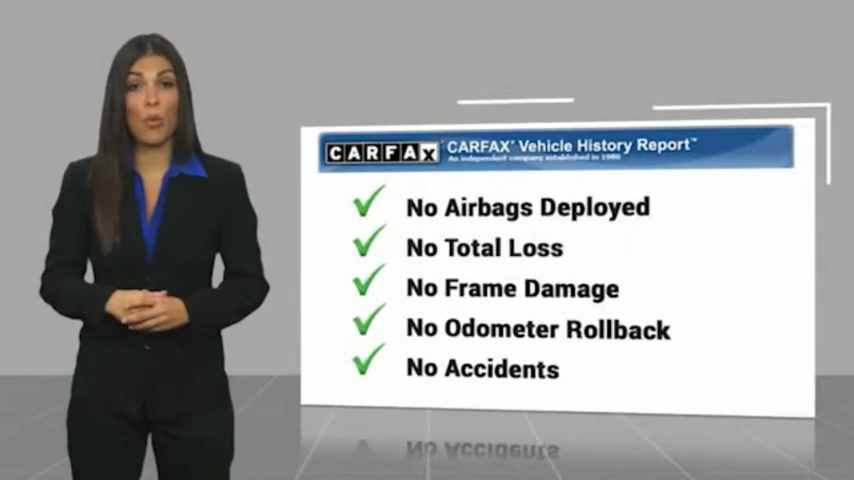 CARFAX
CARFAX® Vehicle History Report™
An independent company established in 1986
No Airbags Deployed
No Total Loss
No Frame Damage
No Odometer Rollback
No Accidents